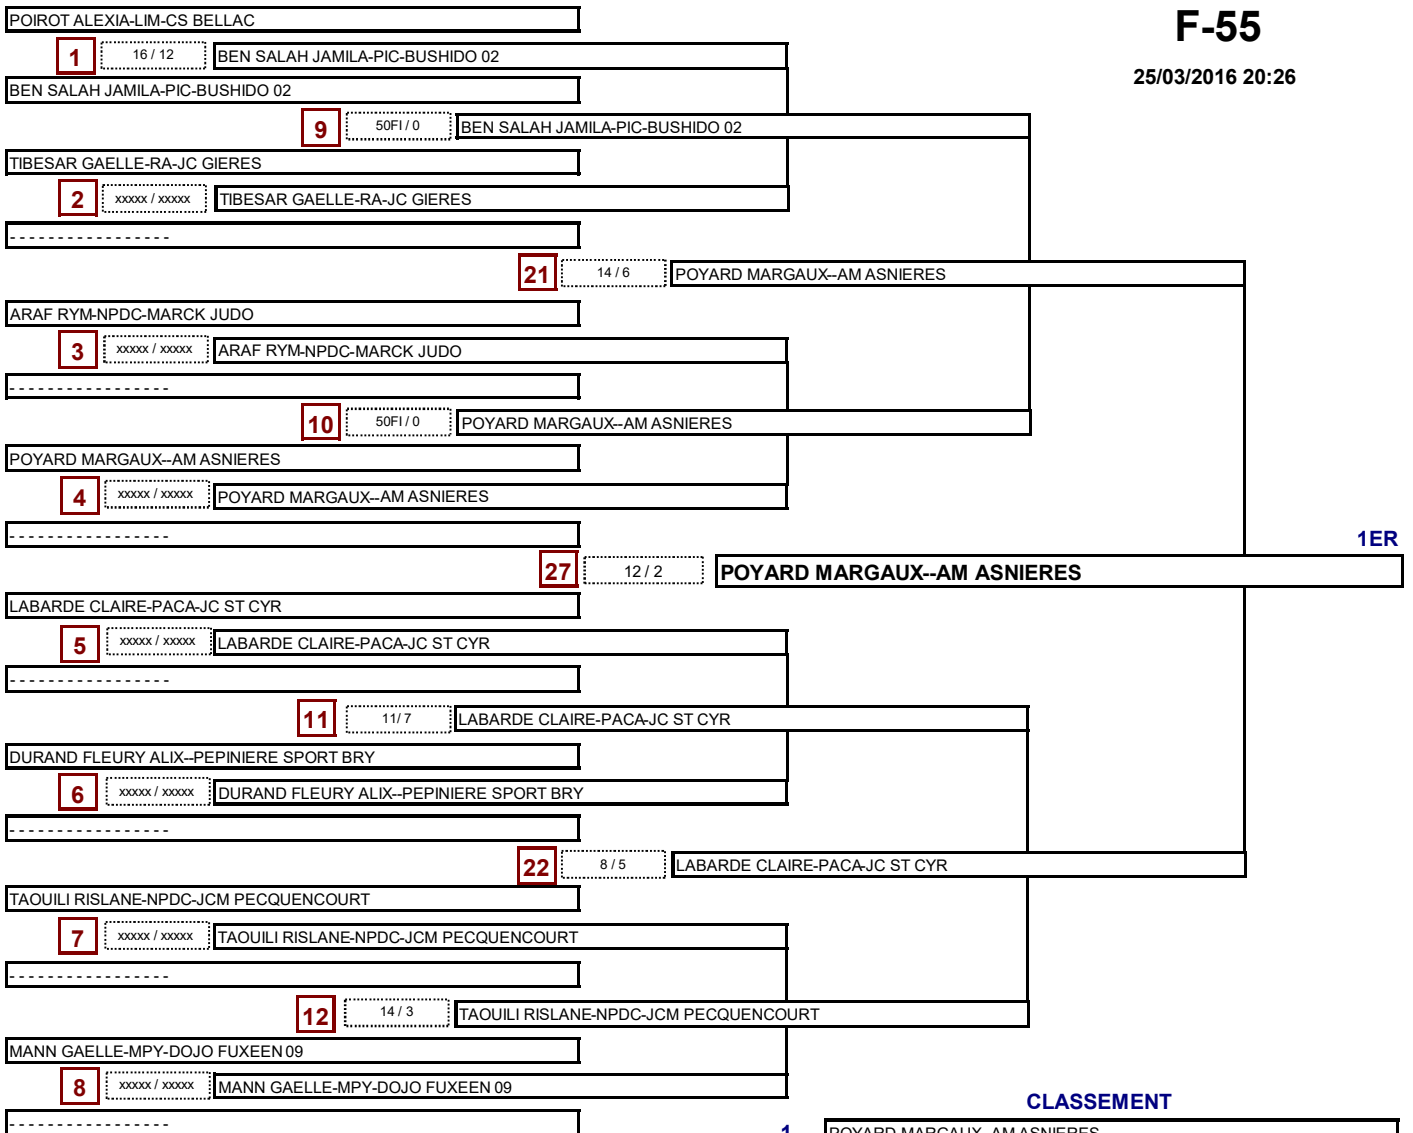 POIROT ALEXIA-LIM-CS BELLAC
F-55
1 16 / 12 BEN SALAH JAMILA-PIC-BUSHIDO 02
25/03/2016 20:26
BEN SALAH JAMILA-PIC-BUSHIDO 02
9 50FI / 0 BEN SALAH JAMILA-PIC-BUSHIDO 02
TIBESAR GAELLE-RA-JC GIERES
2 xxxxx / xxxxx TIBESAR GAELLE-RA-JC GIERES
- - - - - - - - - - - - - - - - -
21 14 / 6 POYARD MARGAUX--AM ASNIERES
ARAF RYM-NPDC-MARCK JUDO
3 xxxxx / xxxxx ARAF RYM-NPDC-MARCK JUDO
- - - - - - - - - - - - - - - - -
10 50FI / 0 POYARD MARGAUX--AM ASNIERES
POYARD MARGAUX--AM ASNIERES
4 xxxxx / xxxxx POYARD MARGAUX--AM ASNIERES
- - - - - - - - - - - - - - - - -
1ER
27 12 / 2 POYARD MARGAUX--AM ASNIERES
LABARDE CLAIRE-PACA-JC ST CYR
5 xxxxx / xxxxx LABARDE CLAIRE-PACA-JC ST CYR
- - - - - - - - - - - - - - - - -
11 11 / 7 LABARDE CLAIRE-PACA-JC ST CYR
DURAND FLEURY ALIX--PEPINIERE SPORT BRY
6 xxxxx / xxxxx DURAND FLEURY ALIX--PEPINIERE SPORT BRY
- - - - - - - - - - - - - - - - -
22 8 / 5 LABARDE CLAIRE-PACA-JC ST CYR
TAOUILI RISLANE-NPDC-JCM PECQUENCOURT
7 xxxxx / xxxxx TAOUILI RISLANE-NPDC-JCM PECQUENCOURT
- - - - - - - - - - - - - - - - -
12 14 / 3 TAOUILI RISLANE-NPDC-JCM PECQUENCOURT
MANN GAELLE-MPY-DOJO FUXEEN 09
8 xxxxx / xxxxx MANN GAELLE-MPY-DOJO FUXEEN 09
CLASSEMENT
- - - - - - - - - - - - - - - - -
1 POYARD MARGAUX--AM ASNIERES